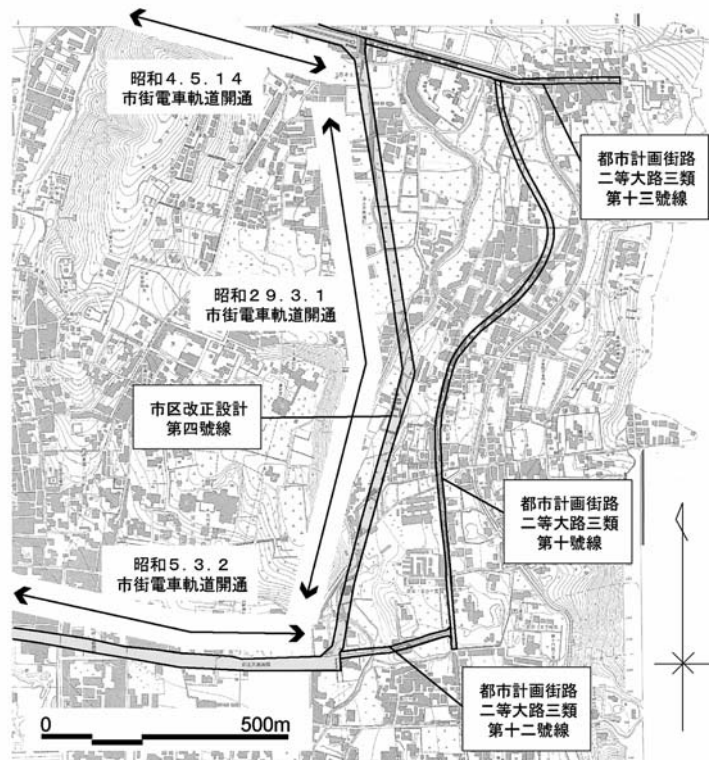 昭和4.5.14
市街電車軌道開通
都市計画街路
二等大路三類
第十三號線
昭和29.3.1
市街電車軌道開通
市区改正設計
第四號線
都市計画街路
二等大路三類
第十號線
昭和5.3.2
市街電車軌道開通
都市計画街路
二等大路三類
第十二號線
0
500m